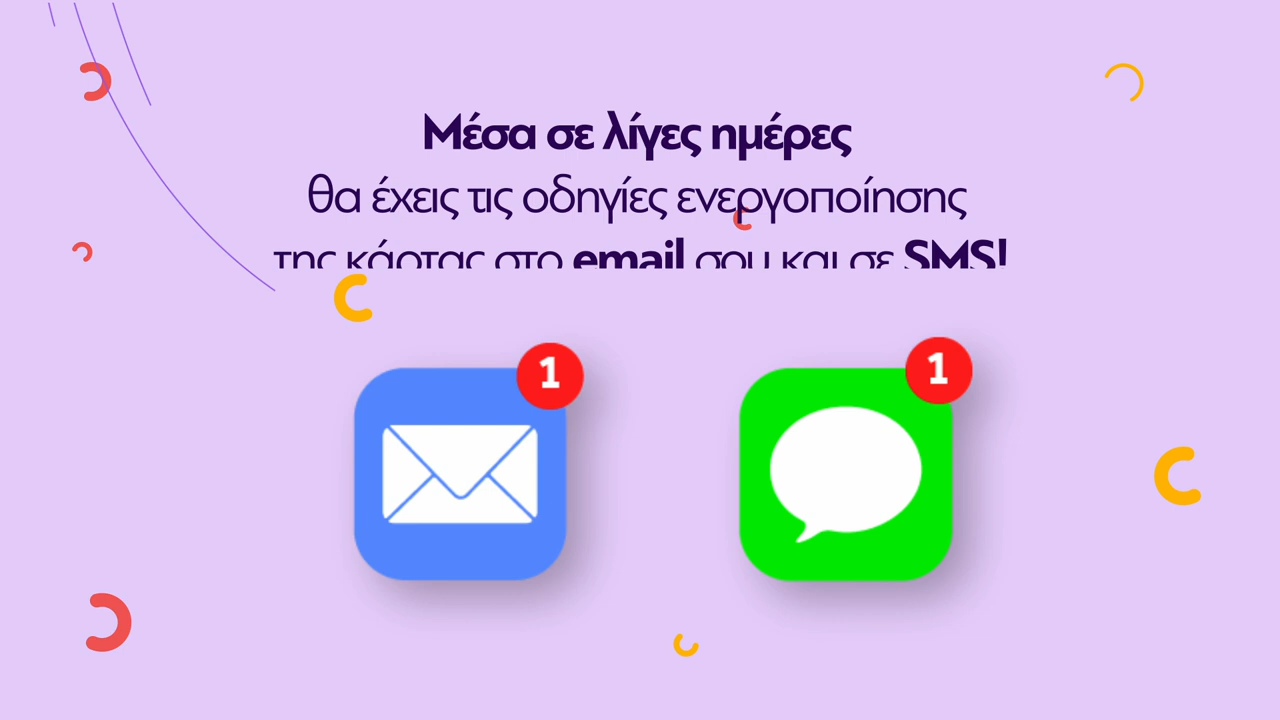 Μέσα σε λίγες ημέρες
θα έχεις τις οδηγίες ενεργοποίησης
της κάρτας στο email σου και σε SMS!
1
1